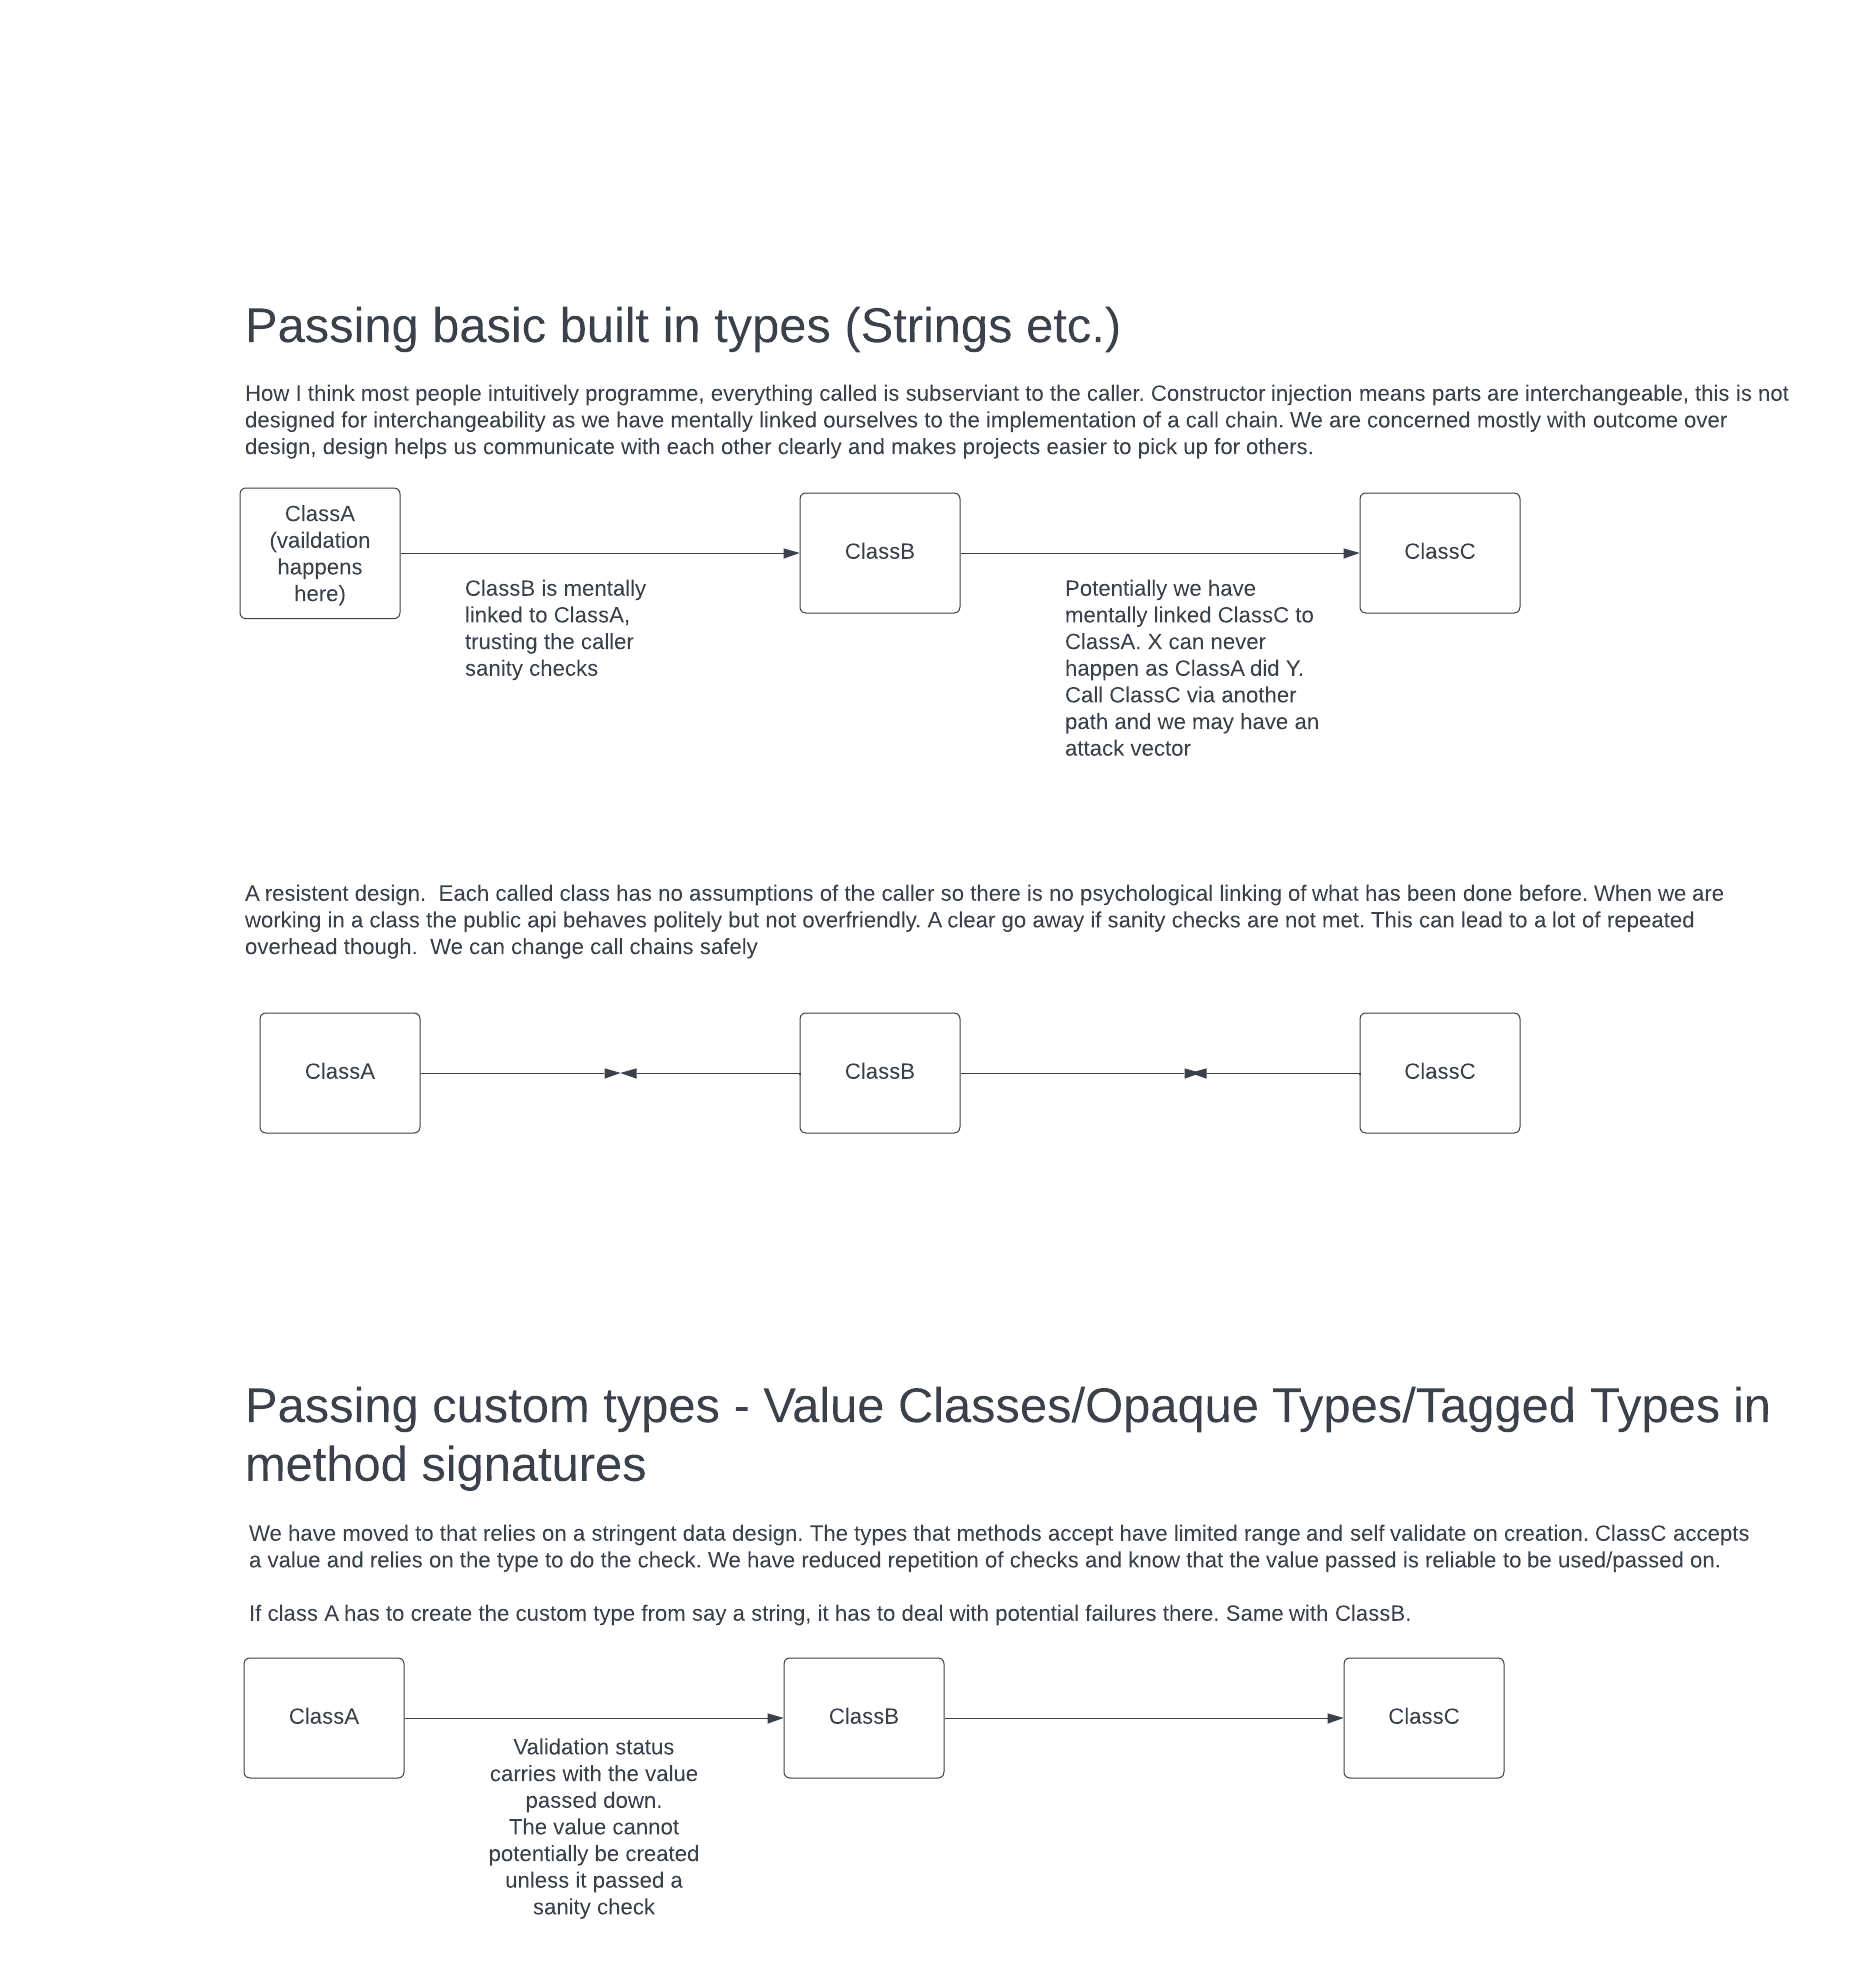 Passing basic built in types (Strings etc.)
How I think most people intuitively programme, everything called is subserviant to the caller. Constructor injection means parts are interchangeable, this is not
designed for interchangeability as we have mentally linked ourselves to the implementation of a call chain. We are concerned mostly with outcome over
design, design helps us communicate with each other clearly and makes projects easier to pick up for others.
ClassA
(vaildation
happens
here)
ClassB
ClassC
ClassB is mentally
linked to ClassA,
trusting the caller
sanity checks
Potentially we have
mentally linked ClassC to
ClassA. X can never
happen as ClassA did Y.
Call ClassC via another
path and we may have an
attack vector
A resistent design.  Each called class has no assumptions of the caller so there is no psychological linking of what has been done before. When we are
working in a class the public api behaves politely but not overfriendly. A clear go away if sanity checks are not met. This can lead to a lot of repeated
overhead though.  We can change call chains safely
ClassA
ClassB
ClassC
Passing custom types - Value Classes/Opaque Types/Tagged Types in
method signatures
We have moved to that relies on a stringent data design. The types that methods accept have limited range and self validate on creation. ClassC accepts
a value and relies on the type to do the check. We have reduced repetition of checks and know that the value passed is reliable to be used/passed on.
If class A has to create the custom type from say a string, it has to deal with potential failures there. Same with ClassB.
ClassA
ClassB
ClassC
Validation status
carries with the value
passed down.
The value cannot
potentially be created
unless it passed a
sanity check